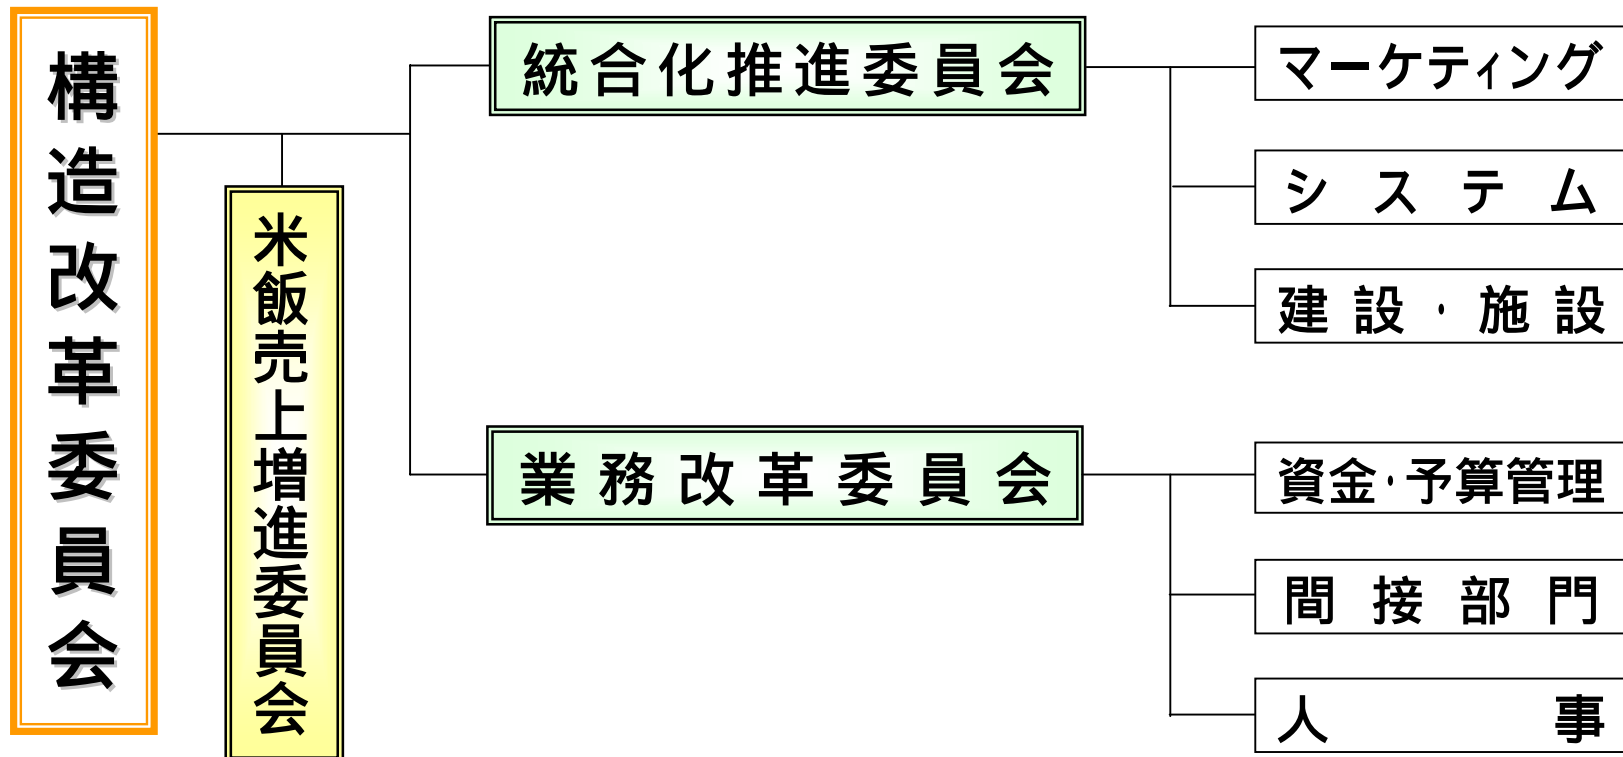 構造改革委員会
米飯売上増進委員会
統合化推進委員会
マーケティング
システム
建設・施設
業務改革委員会
資金・予算管理
間接部門
人事